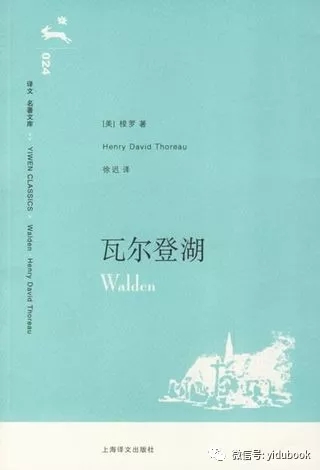 024
译文 名著文库
YIWEN CLASSICS · Walden Henry David Thoreau
[美] 梭罗 著
Henry David Thoreau
徐迟 译
瓦尔登湖
Walden
上海译文出版社
微信号: yidubook